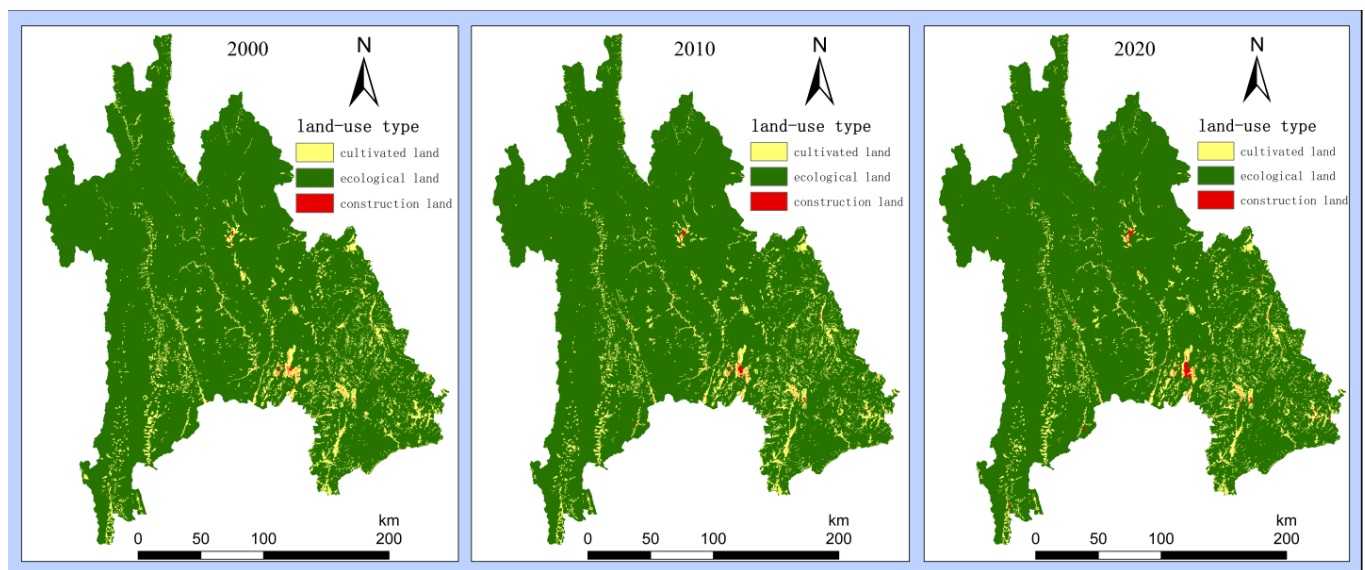 2000
N
land-use type
cultivated land
ecological land
construction land
km
0 50 100 200
2010
N
land-use type
cultivated land
ecological land
construction land
km
0 50 100 200
2020
N
land-use type
cultivated land
ecological land
construction land
km
0 50 100 200